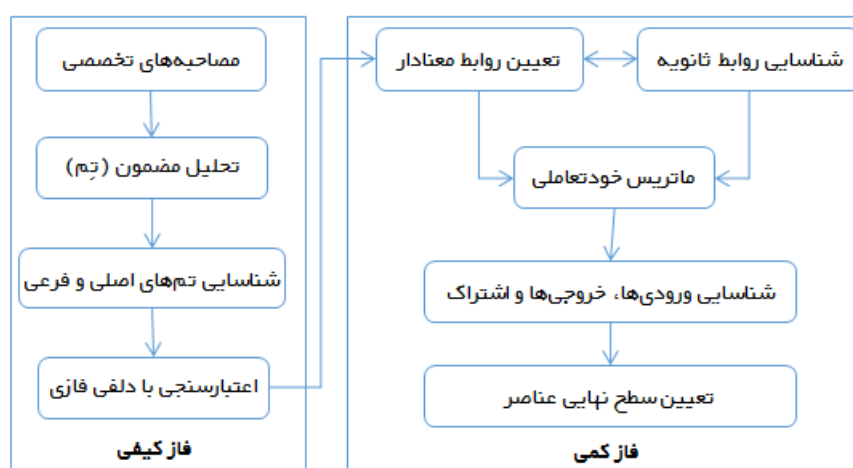 مصاحبه‌های تخصصی
تحلیل مضمون (تِم)
شناسایی تم‌های اصلی و فرعی
اعتبارسنجی با دلفی فازی
فاز کیفی
شناسایی روابط ثانویه
تعیین روابط معنادار
ماتریس خودتعاملی
شناسایی ورودی‌ها، خروجی‌ها و اشتراک
تعیین سطح نهایی عناصر
فاز کمی